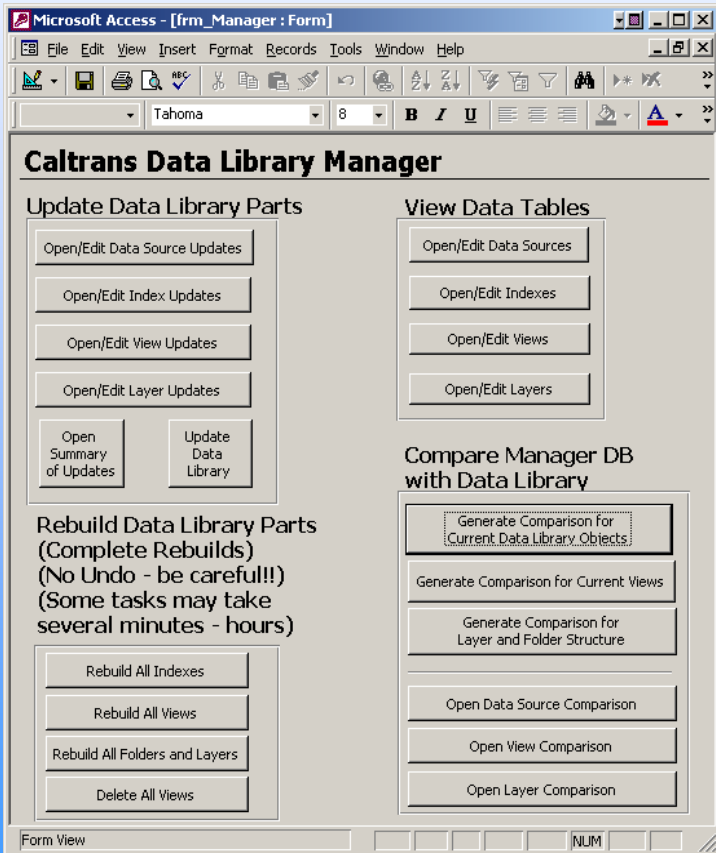 Microsoft Access - [frm_Manager : Form]
File Edit View Insert Format Records Tools Window Help
Tahoma 8 B I U A
Caltrans Data Library Manager
Update Data Library Parts
Open/Edit Data Source Updates
Open/Edit Index Updates
Open/Edit View Updates
Open/Edit Layer Updates
Open
Summary
of Updates
Update
Data
Library
Rebuild Data Library Parts
(Complete Rebuilds)
(No Undo - be careful!!)
(Some tasks may take
several minutes - hours)
Rebuild All Indexes
Rebuild All Views
Rebuild All Folders and Layers
Delete All Views
View Data Tables
Open/Edit Data Sources
Open/Edit Indexes
Open/Edit Views
Open/Edit Layers
Compare Manager DB
with Data Library
Generate Comparison for
Current Data Library Objects
Generate Comparison for Current Views
Generate Comparison for
Layer and Folder Structure
Open Data Source Comparison
Open View Comparison
Open Layer Comparison
Form View
NUM